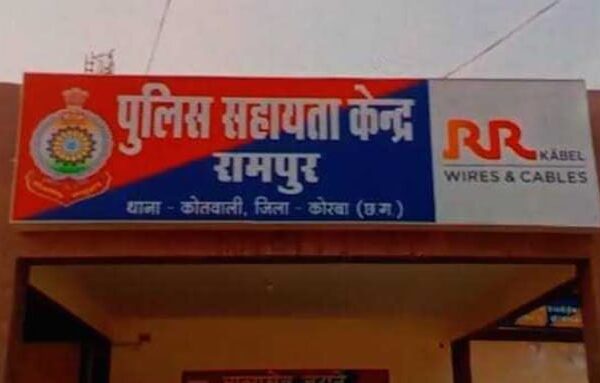 पुलिस सहायता केन्द्र
रामपुर
थाना - कोतवाली, जिला - कोरबा (छ.ग.)
RR KABEL
WIRES & CABLES